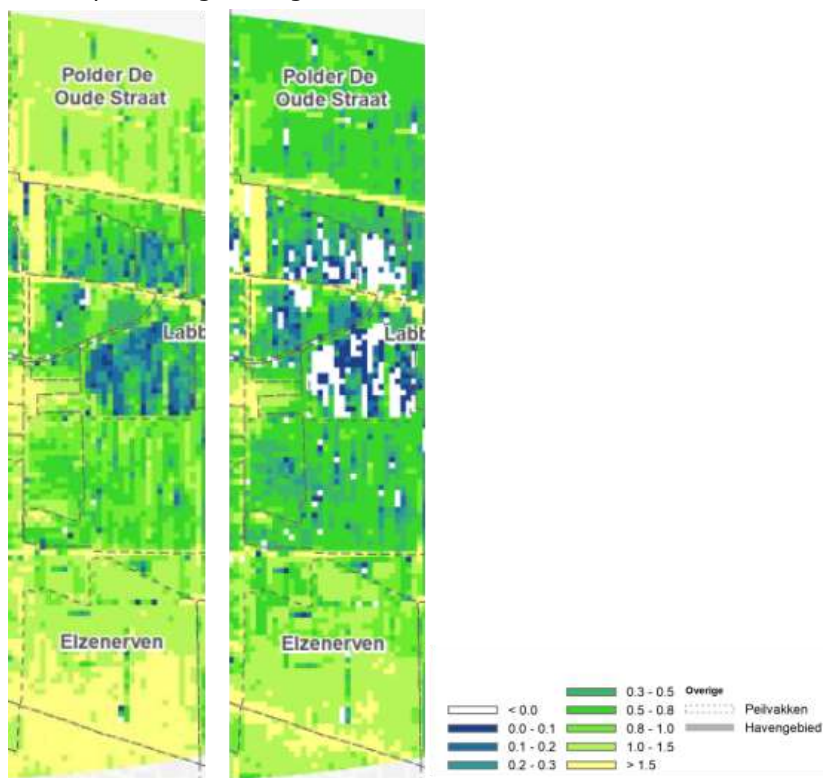 Polder De
Oude Straat
Labb
Elzenerven
Polder De
Oude Straat
Labb
Elzenerven
< 0.0
0.0 - 0.1
0.1 - 0.2
0.2 - 0.3
0.3 - 0.5
0.5 - 0.8
0.8 - 1.0
1.0 - 1.5
> 1.5
Overige
Peilvakken
Havengebied